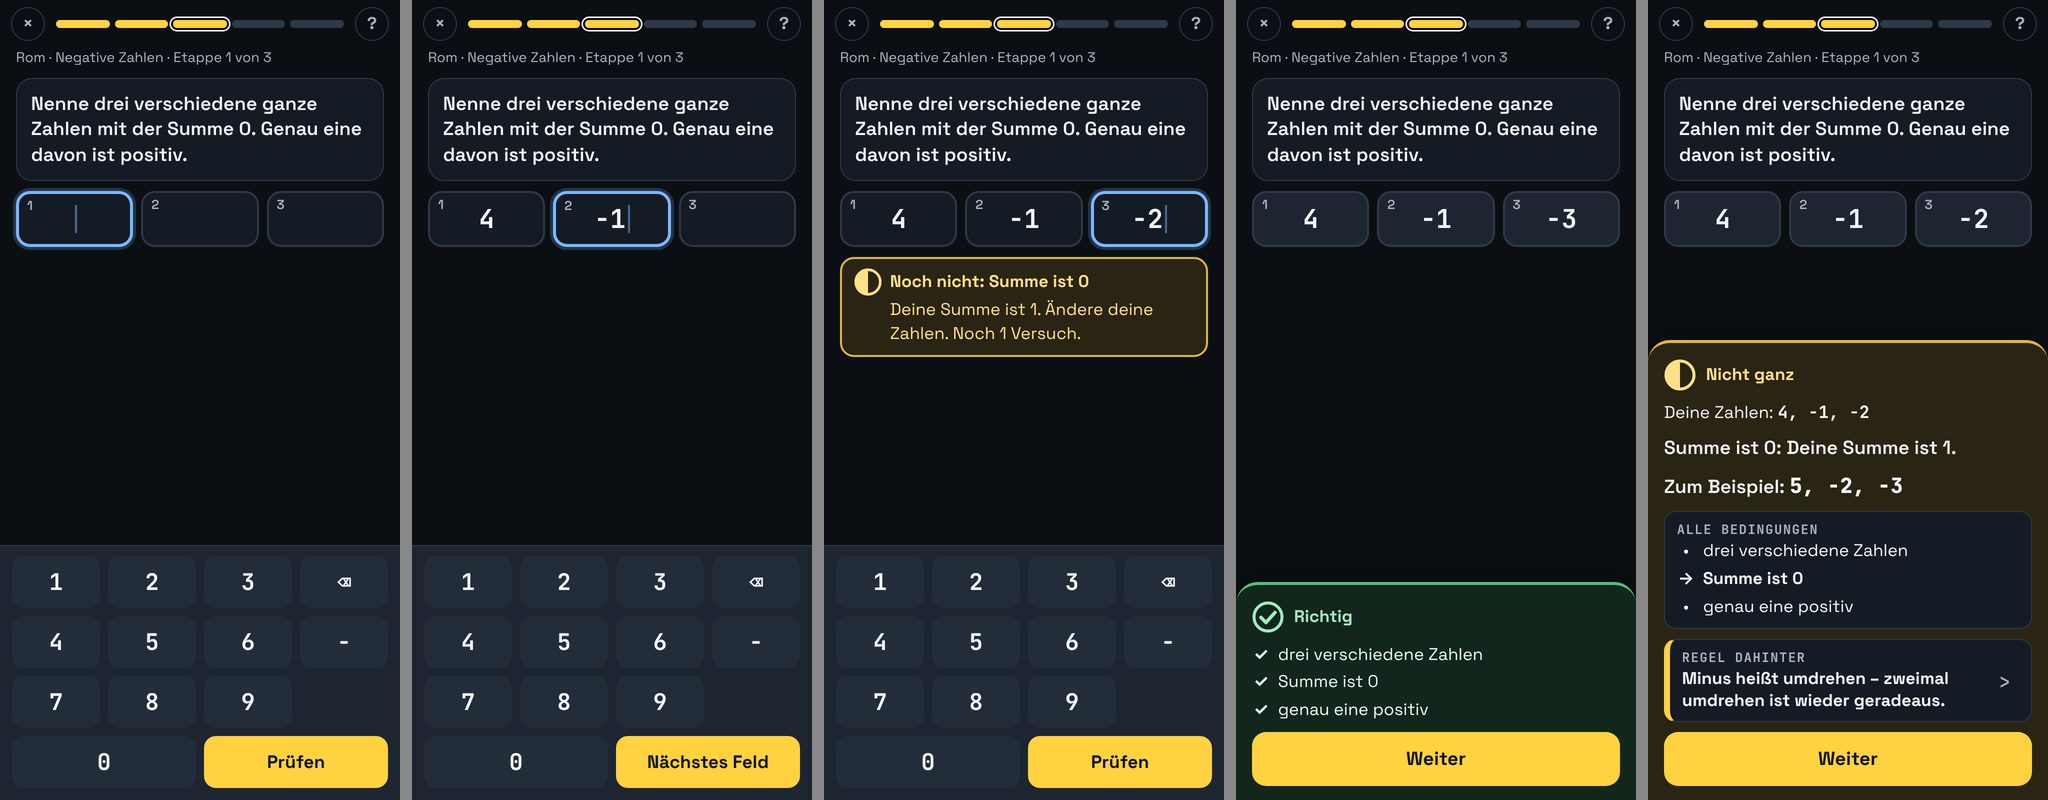 ×
?
Rom · Negative Zahlen · Etappe 1 von 3
Nenne drei verschiedene ganze
Zahlen mit der Summe 0. Genau eine
davon ist positiv.
1
2
3
1 2 3 ⌫
4 5 6 -
7 8 9
0 Prüfen
×
?
Rom · Negative Zahlen · Etappe 1 von 3
Nenne drei verschiedene ganze
Zahlen mit der Summe 0. Genau eine
davon ist positiv.
1 4
2 -1
3
1 2 3 ⌫
4 5 6 -
7 8 9
0 Nächstes Feld
×
?
Rom · Negative Zahlen · Etappe 1 von 3
Nenne drei verschiedene ganze
Zahlen mit der Summe 0. Genau eine
davon ist positiv.
1 4
2 -1
3 -2
Noch nicht: Summe ist 0
Deine Summe ist 1. Ändere deine
Zahlen. Noch 1 Versuch.
1 2 3 ⌫
4 5 6 -
7 8 9
0 Prüfen
×
?
Rom · Negative Zahlen · Etappe 1 von 3
Nenne drei verschiedene ganze
Zahlen mit der Summe 0. Genau eine
davon ist positiv.
1 4
2 -1
3 -3
Richtig
✓ drei verschiedene Zahlen
✓ Summe ist 0
✓ genau eine positiv
Weiter
×
?
Rom · Negative Zahlen · Etappe 1 von 3
Nenne drei verschiedene ganze
Zahlen mit der Summe 0. Genau eine
davon ist positiv.
1 4
2 -1
3 -2
Nicht ganz
Deine Zahlen: 4, -1, -2
Summe ist 0: Deine Summe ist 1.
Zum Beispiel: 5, -2, -3
ALLE BEDINGUNGEN
• drei verschiedene Zahlen
→ Summe ist 0
• genau eine positiv
REGEL DAHINTER
Minus heißt umdrehen – zweimal
umdrehen ist wieder geradeaus.
>
Weiter